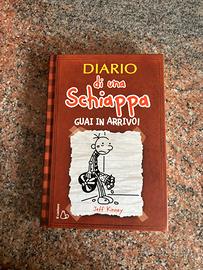 DIARIO
di una
Schiappa
GUAI IN ARRIVO!
Jeff Kinney